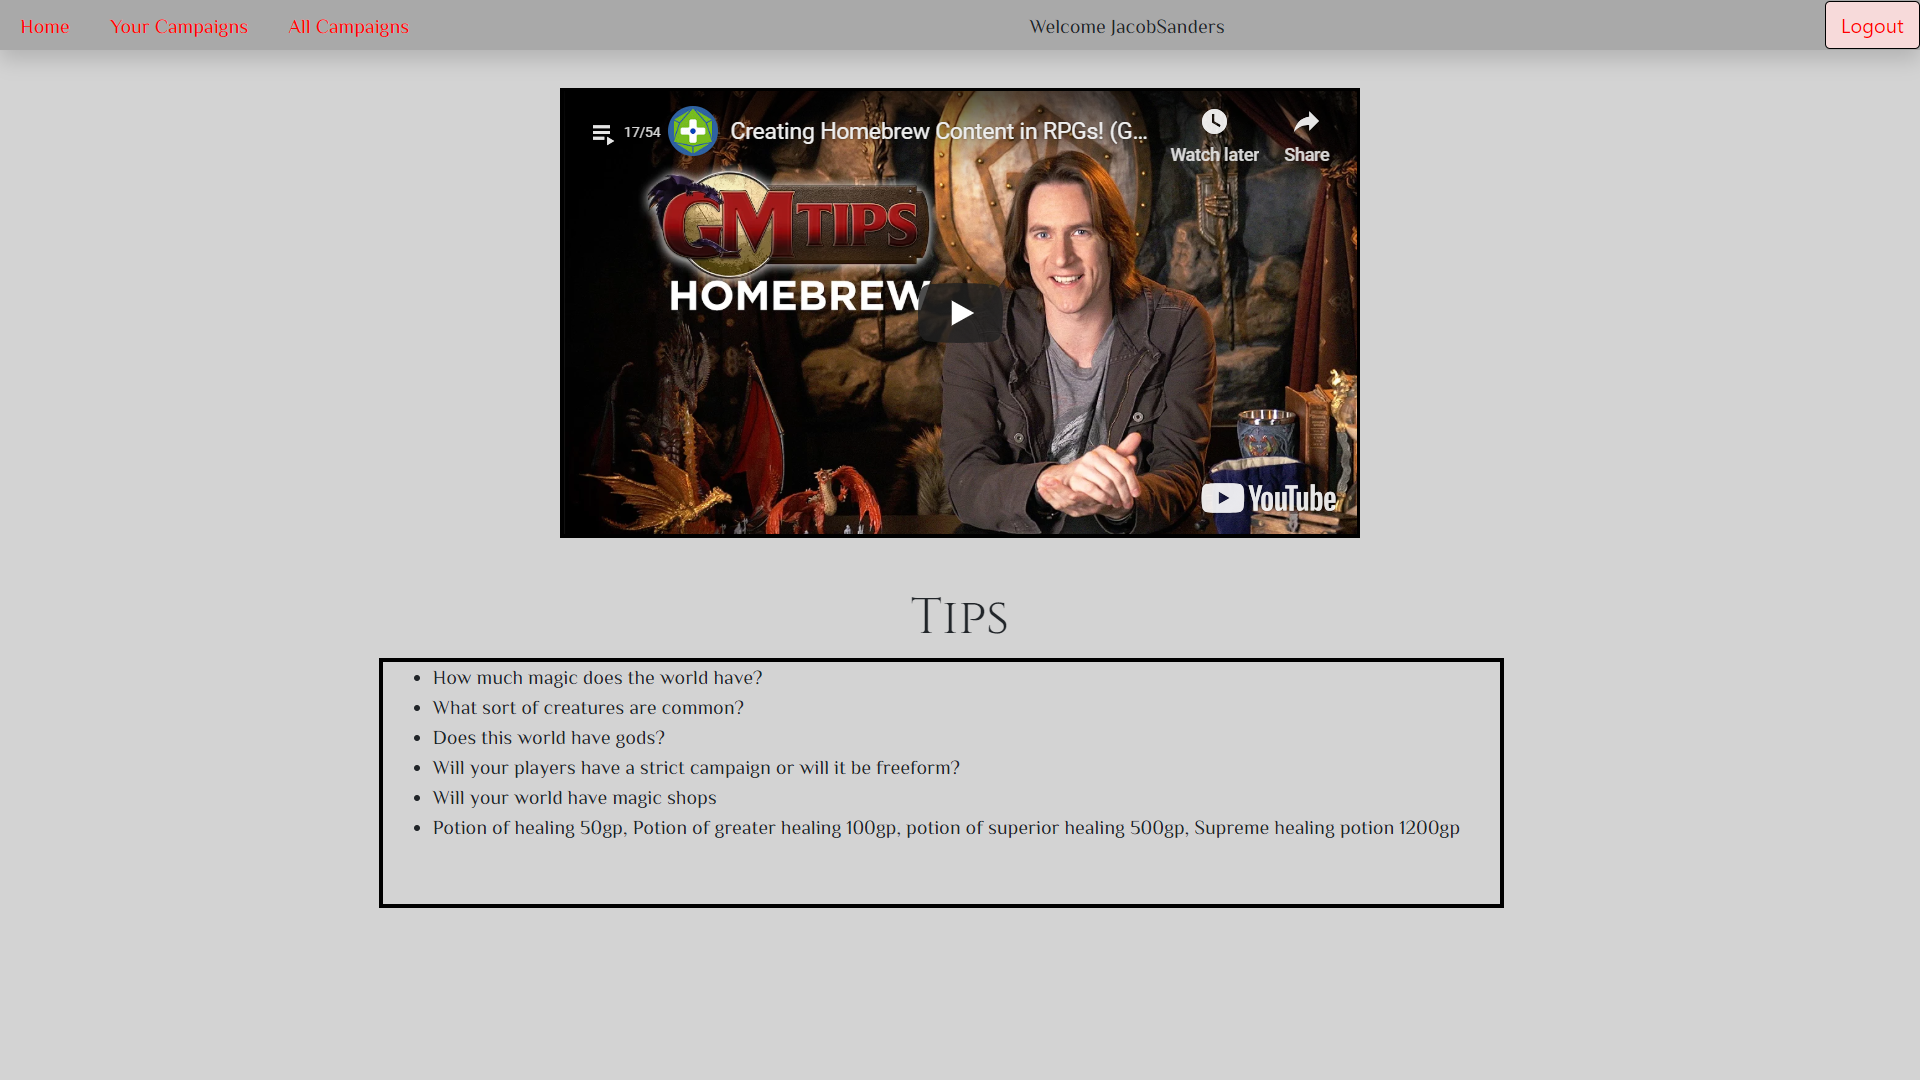 Home
Your Campaigns
All Campaigns
Welcome JacobSanders
Logout
17/54
Creating Homebrew Content in RPGs! (G...
Watch later
Share
GM TIPS
HOMEBREW
YouTube
Tips
How much magic does the world have?
What sort of creatures are common?
Does this world have gods?
Will your players have a strict campaign or will it be freeform?
Will your world have magic shops
Potion of healing 50gp, Potion of greater healing 100gp, potion of superior healing 500gp, Supreme healing potion 1200gp